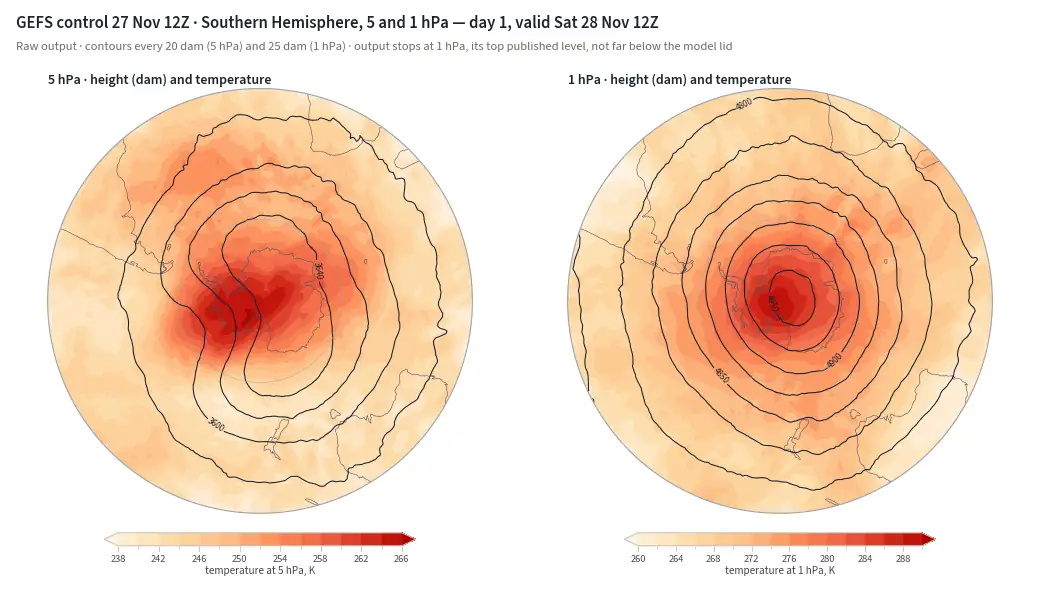 GEFS control 27 Nov 12Z · Southern Hemisphere, 5 and 1 hPa — day 1, valid Sat 28 Nov 12Z
Raw output · contours every 20 dam (5 hPa) and 25 dam (1 hPa) · output stops at 1 hPa, its top published level, not far below the model lid
5 hPa · height (dam) and temperature
1 hPa · height (dam) and temperature
4800
3640
3600
4850
4900
238 242 246 250 254 258 262 266
temperature at 5 hPa, K
260 264 268 272 276 280 284 288
temperature at 1 hPa, K